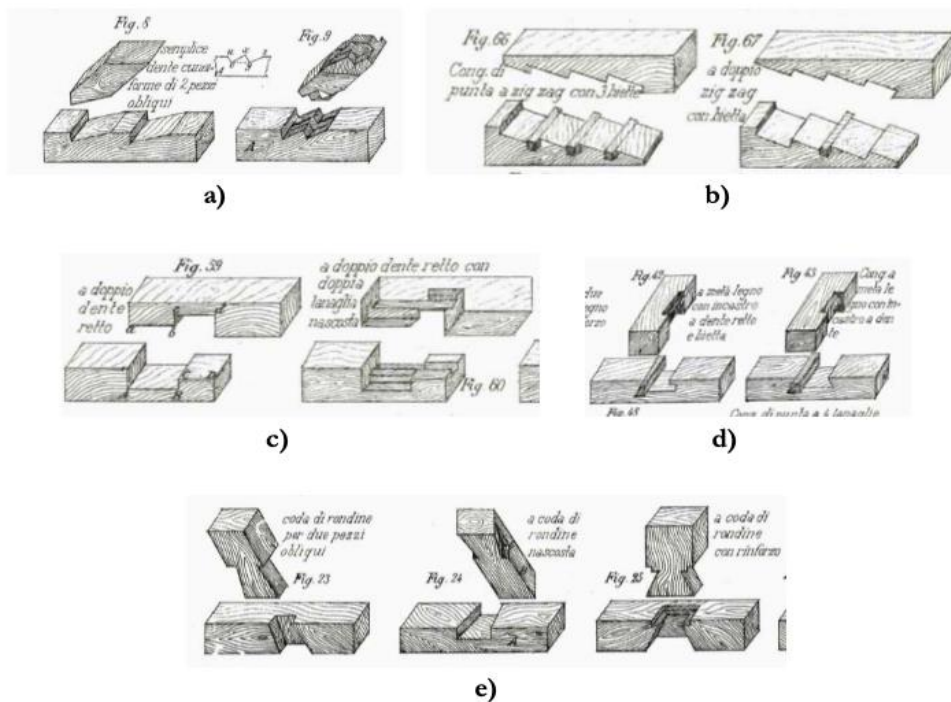 Fig. 8
semplice
dente cunei-
forme di 2 pezzi
obliqui
Fig. 9
A
a)
Fig. 66
Cong. di
punta a zig zag con 3 biette
Fig. 67
a doppio
zig zag
con bietta
b)
Fig. 59
a doppio
dente
retto
a doppio dente retto con
doppia
tanaglia
nascosta
Fig. 60
c)
Fig. 42
a metà legno
con incastro
a dente retto
e bietta
Fig. 43
Cong. a
metà le
gno con in-
castro a den
te
Fig. 48
Cong. di punta a 4 tanaglie
d)
coda di rondine
per due pezzi
obliqui
Fig. 23
a coda di
rondine
nascosta
Fig. 24
a coda di
rondine
con rinforzo
Fig. 25
e)